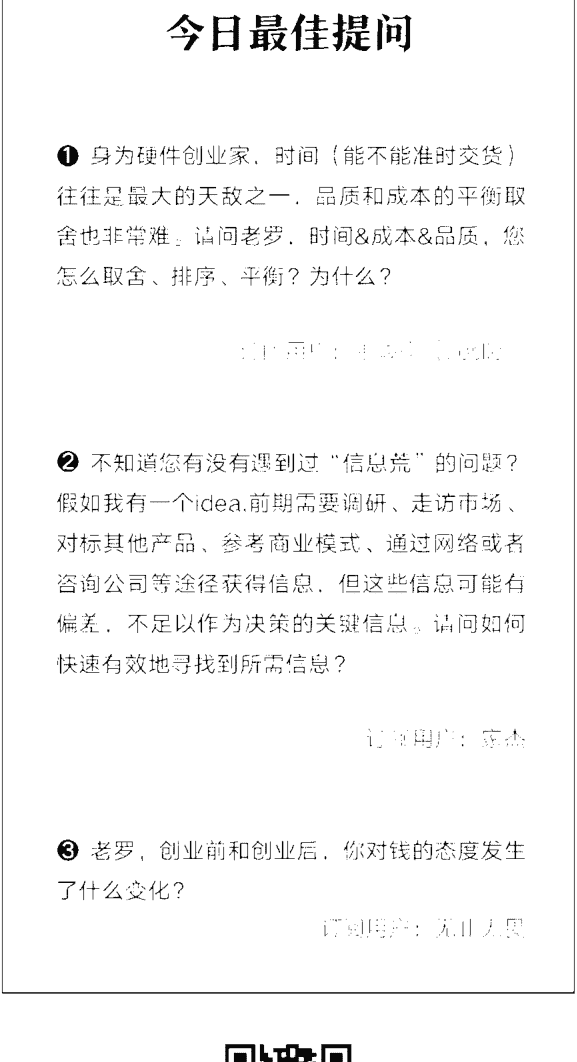 今日最佳提问
❶ 身为硬件创业家，时间（能不能准时交货）
往往是最大的天敌之一，品质和成本的平衡取
舍也非常难。请问老罗，时间&成本&品质，您
怎么取舍、排序、平衡？为什么？
❷ 不知道您有没有遇到过“信息荒”的问题？
假如我有一个idea,前期需要调研、走访市场、
对标其他产品、参考商业模式、通过网络或者
咨询公司等途径获得信息，但这些信息可能有
偏差，不足以作为决策的关键信息。请问如何
快速有效地寻找到所需信息？
订阅用户：家杰
❸ 老罗，创业前和创业后，你对钱的态度发生
了什么变化？
订阅用户：